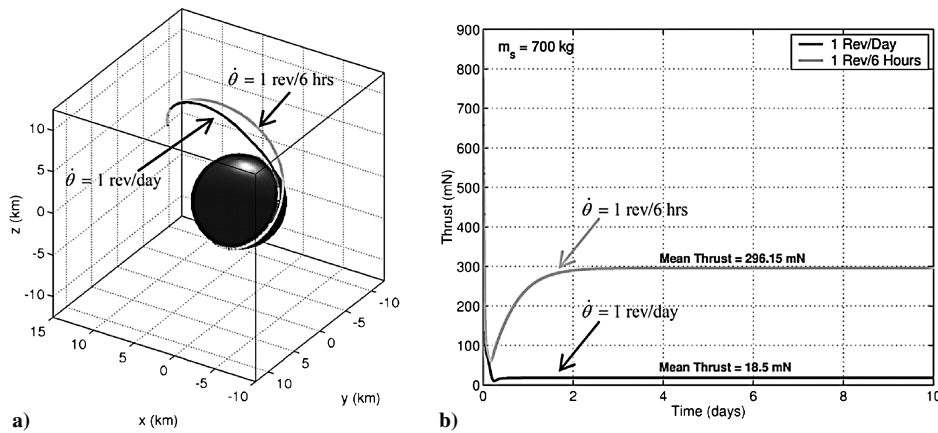 θ̇ = 1 rev/6 hrs
θ̇ = 1 rev/day
10
5
0
-5
-10
z (km)
15
10
5
0
-5
-10
x (km)
10
5
0
-5
-10
y (km)
a)
900
800
700
600
500
400
300
200
100
0
Thrust (mN)
m_s = 700 kg
1 Rev/Day
1 Rev/6 Hours
θ̇ = 1 rev/6 hrs
Mean Thrust = 296.15 mN
θ̇ = 1 rev/day
Mean Thrust = 18.5 mN
0
2
4
6
8
10
Time (days)
b)